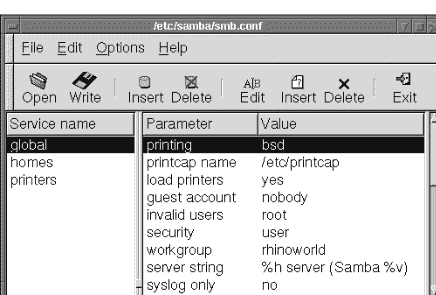 /etc/samba/smb.conf
File Edit Options Help
Open Write Insert Delete Edit Insert Delete Exit
Service name Parameter Value
global printing bsd
homes printcap name /etc/printcap
printers load printers yes
guest account nobody
invalid users root
security user
workgroup rhinoworld
server string %h server (Samba %v)
syslog only no